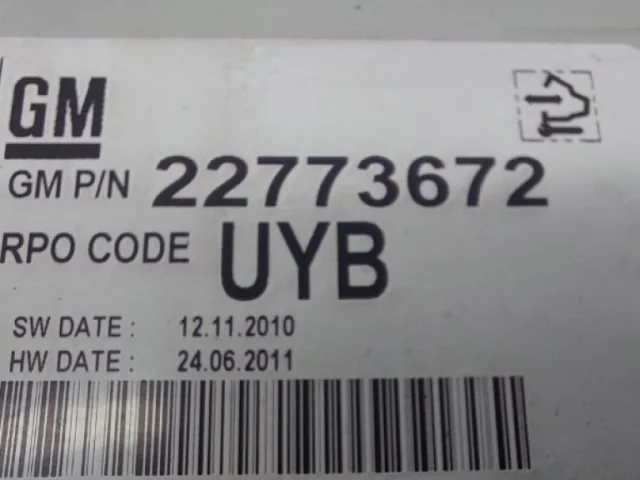 GM
GM P/N 22773672
RPO CODE UYB
SW DATE : 12.11.2010
HW DATE : 24.06.2011